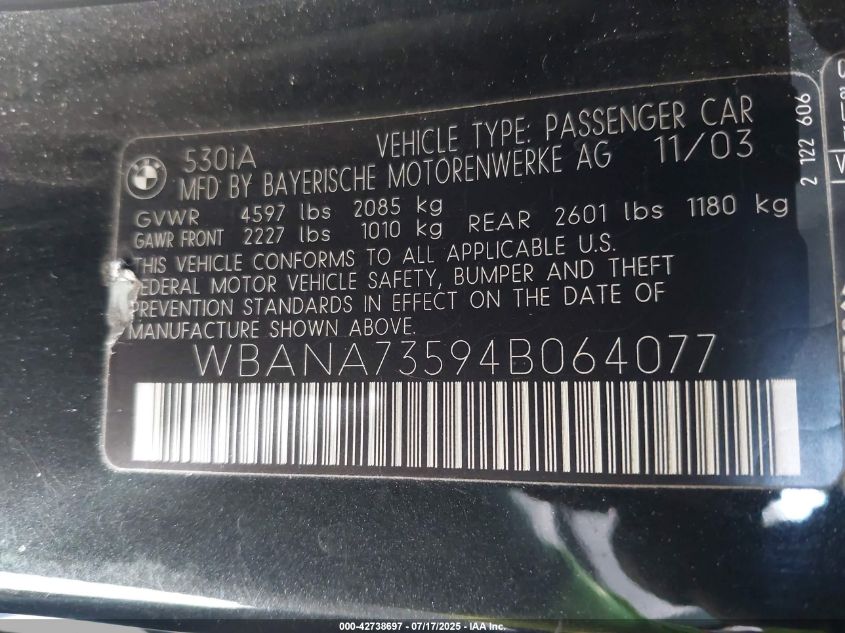 530iA VEHICLE TYPE: PASSENGER CAR
MFD BY BAYERISCHE MOTORENWERKE AG 11/03
GVWR 4597 lbs 2085 kg
GAWR FRONT 2227 lbs 1010 kg REAR 2601 lbs 1180 kg
THIS VEHICLE CONFORMS TO ALL APPLICABLE U.S.
FEDERAL MOTOR VEHICLE SAFETY, BUMPER AND THEFT
PREVENTION STANDARDS IN EFFECT ON THE DATE OF
MANUFACTURE SHOWN ABOVE.
WBANA73594B064077
2 122 606
000-42738697 - 07/17/2025 - IAA Inc.